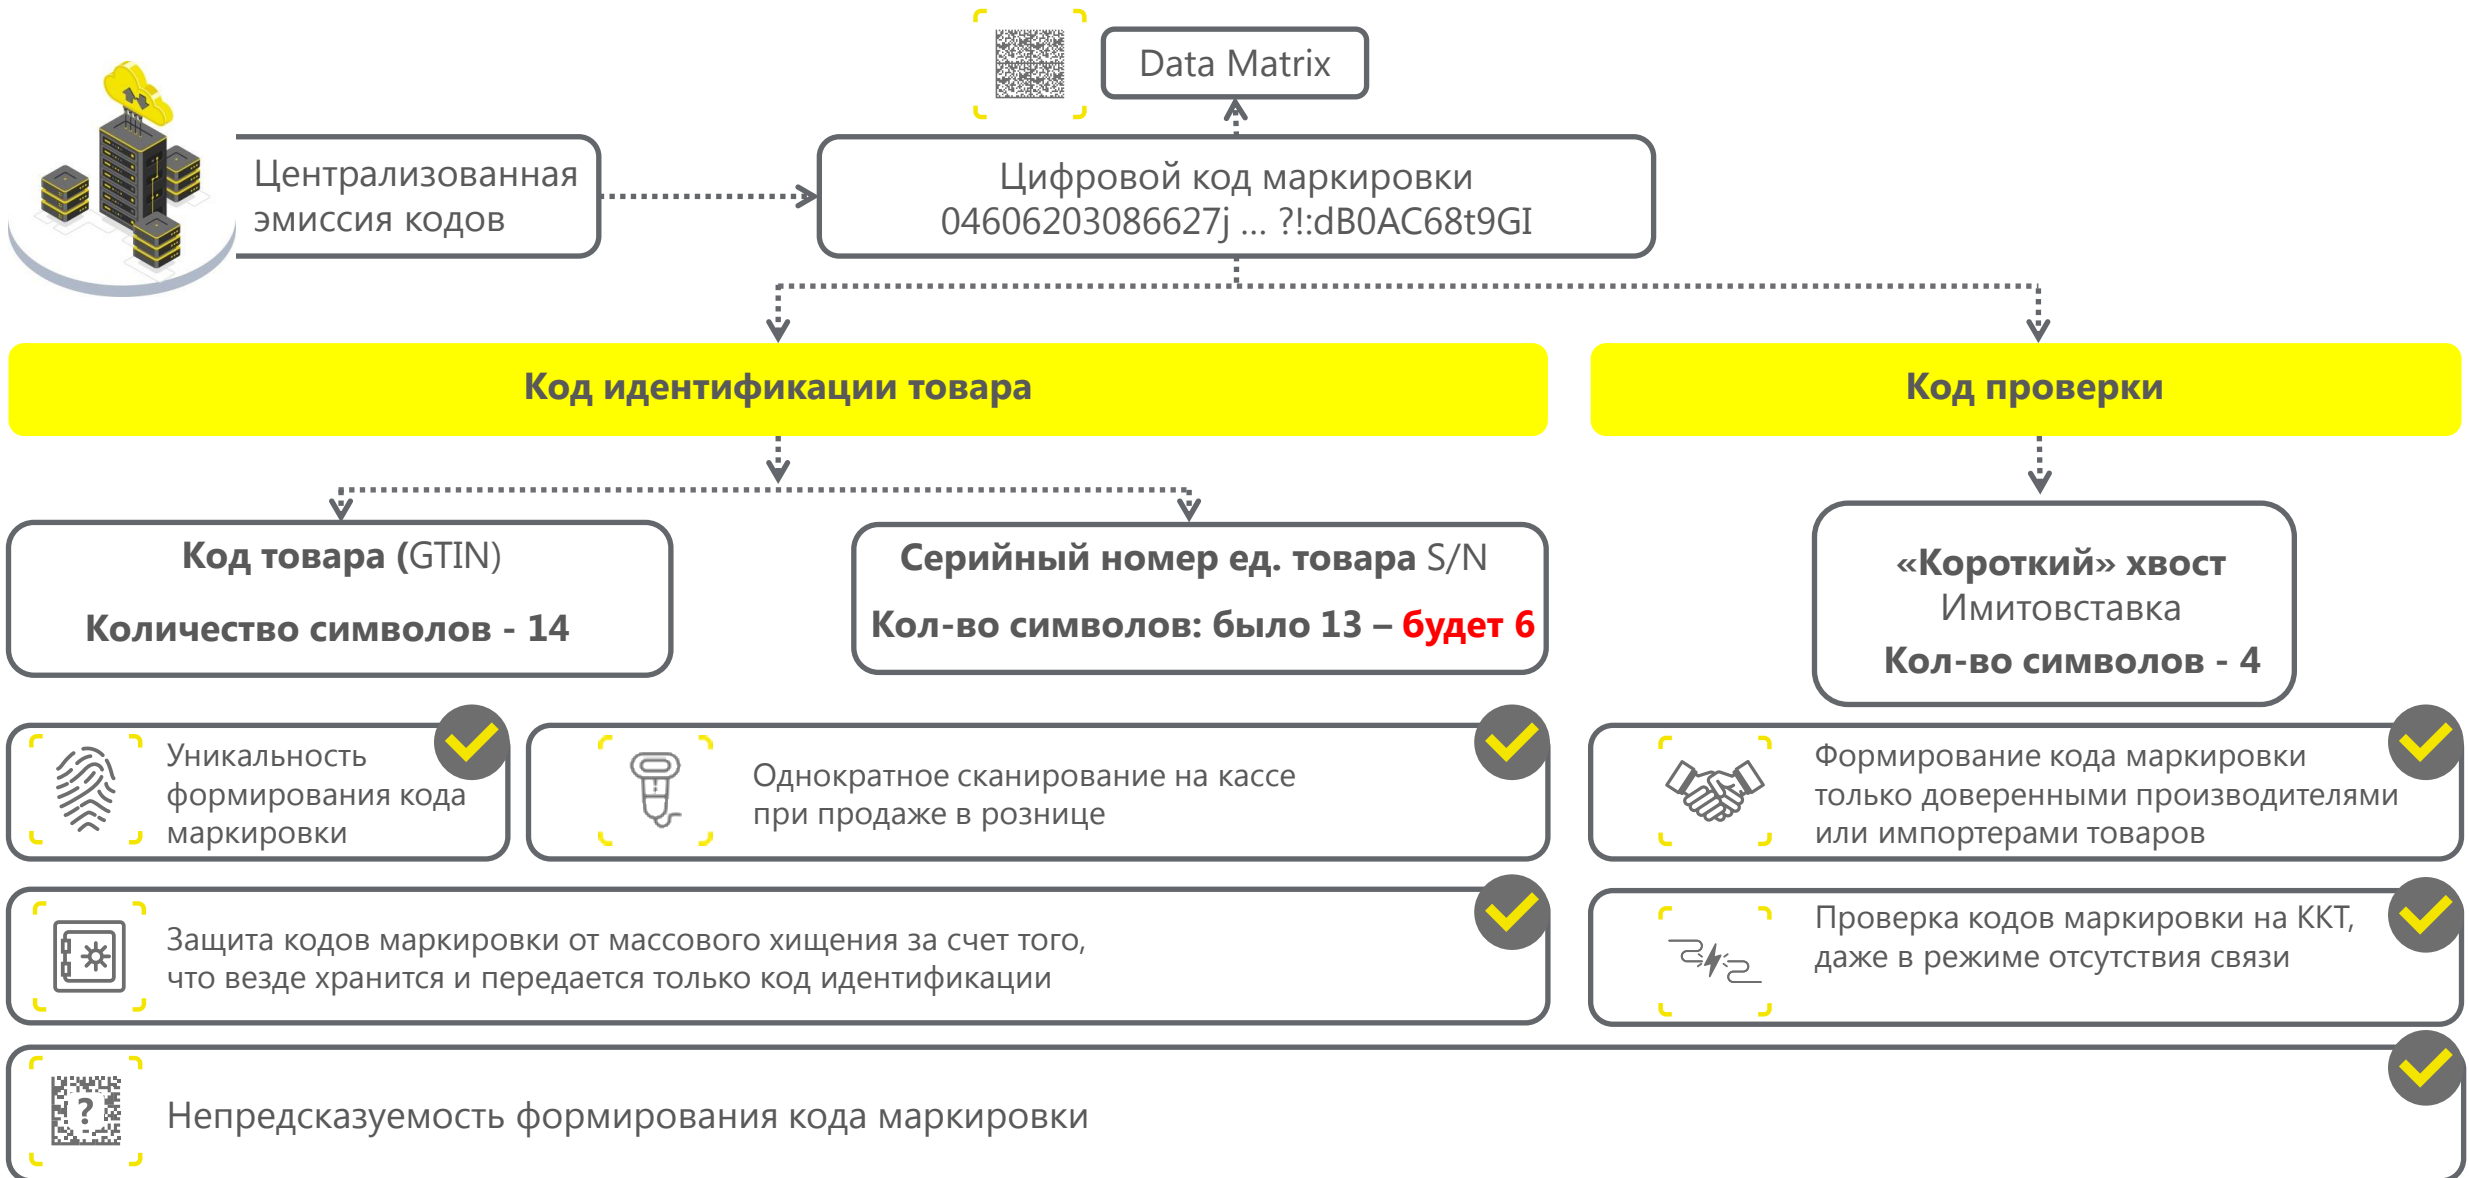 Data Matrix
Централизованная
эмиссия кодов
Цифровой код маркировки
04606203086627j ... ?!:dB0AC68t9GI
Код идентификации товара
Код проверки
Код товара (GTIN)
Количество символов - 14
Серийный номер ед. товара S/N
Кол-во символов: было 13 – будет 6
«Короткий» хвост
Имитовставка
Кол-во символов - 4
Уникальность
формирования кода
маркировки
Однократное сканирование на кассе
при продаже в рознице
Формирование кода маркировки
только доверенными производителями
или импортерами товаров
Защита кодов маркировки от массового хищения за счет того,
что везде хранится и передается только код идентификации
Проверка кодов маркировки на ККТ,
даже в режиме отсутствия связи
?
Непредсказуемость формирования кода маркировки